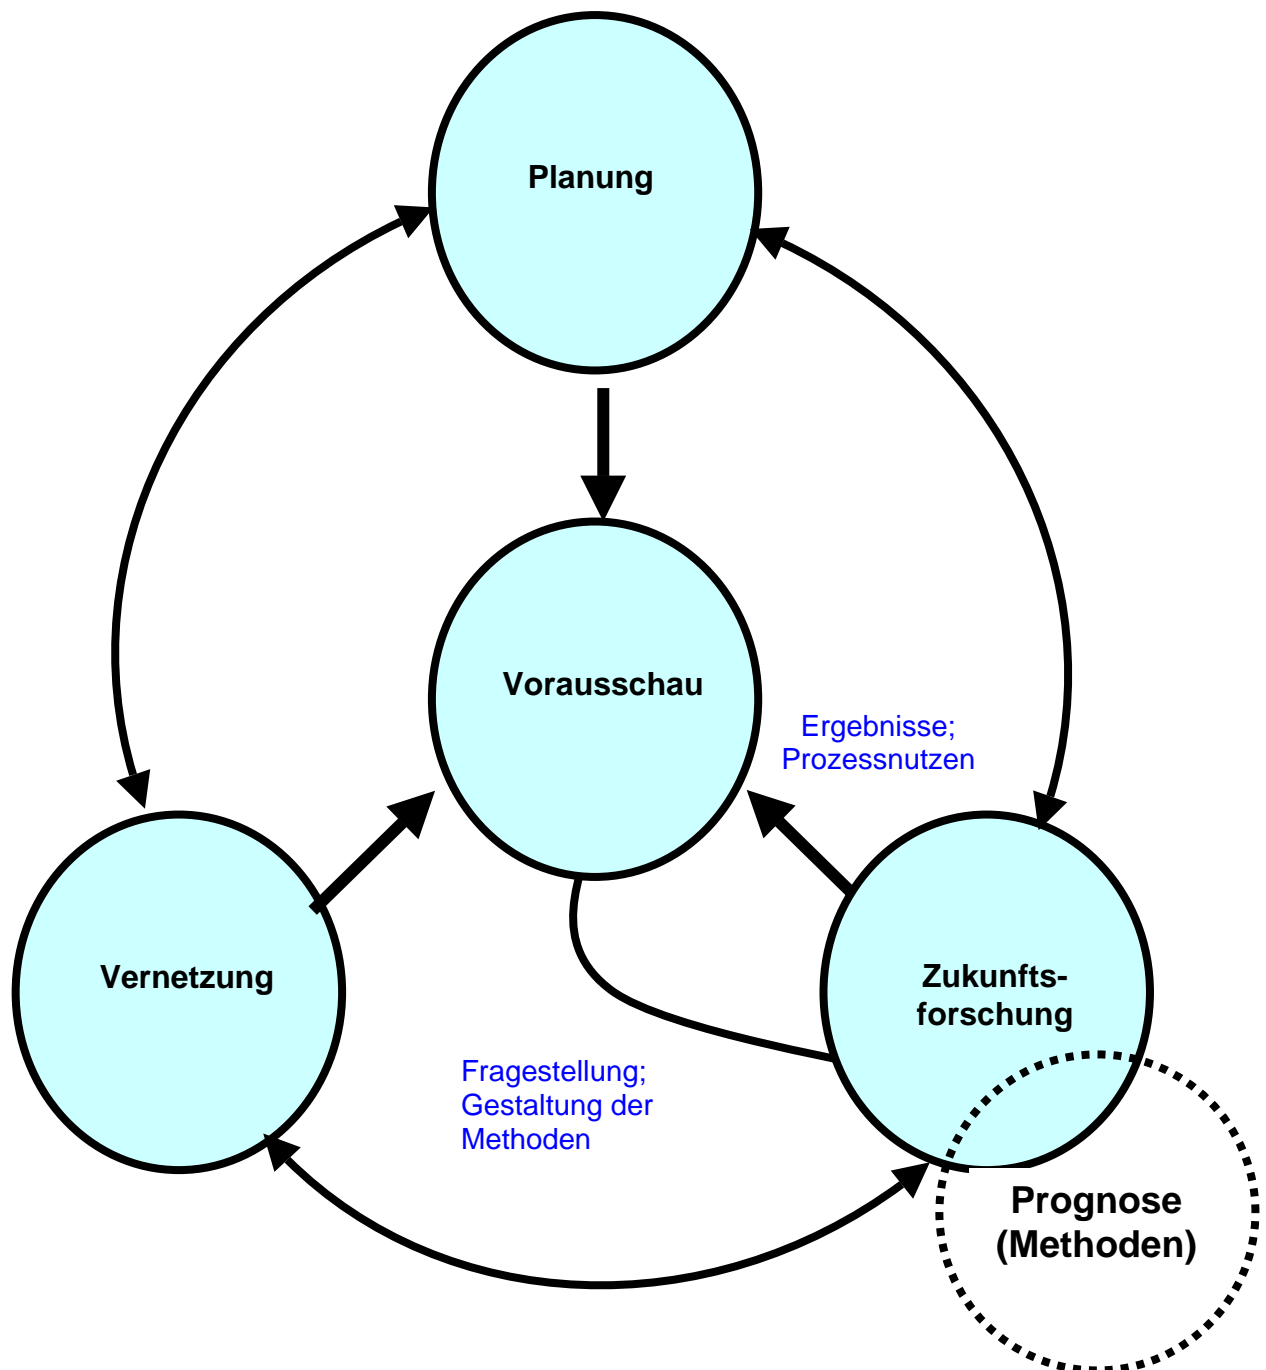 Planung
Vorausschau
Ergebnisse;
Prozessnutzen
Vernetzung
Zukunfts-
forschung
Fragestellung;
Gestaltung der
Methoden
Prognose
(Methoden)